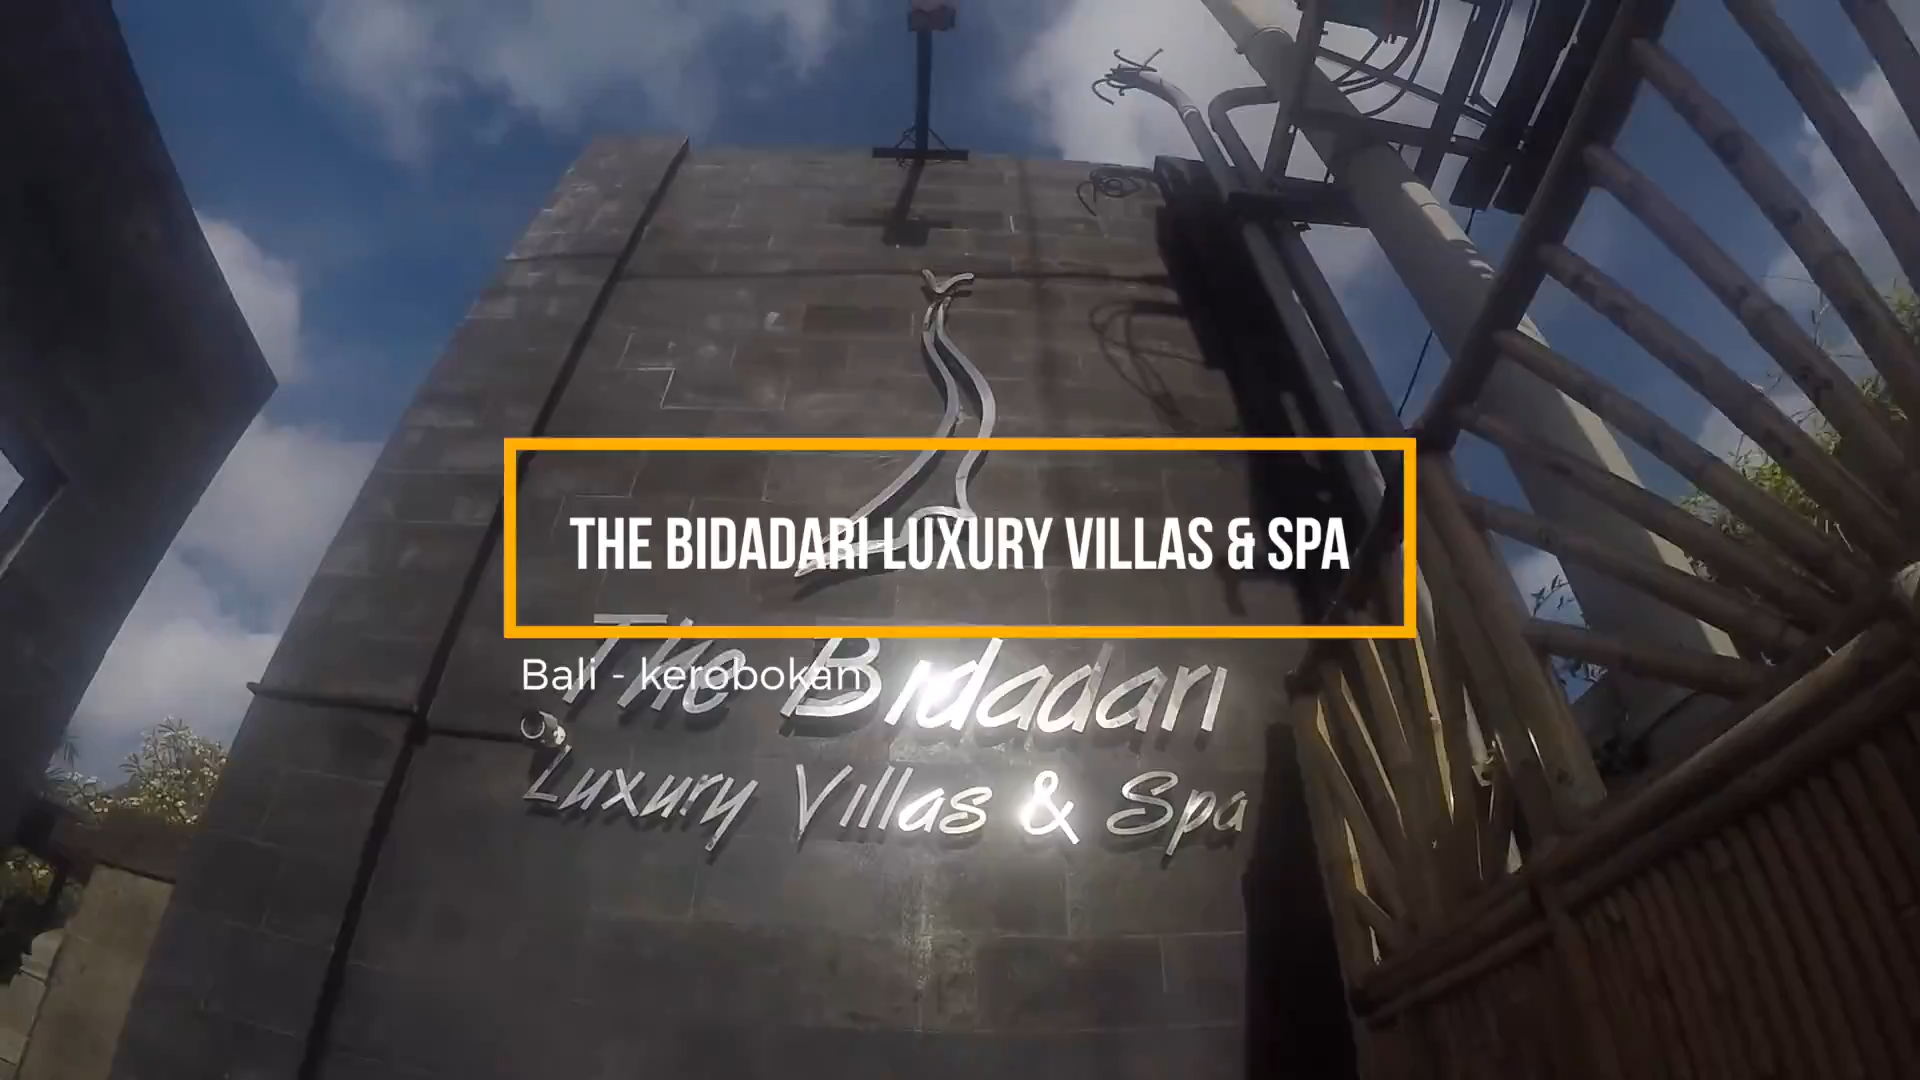 THE BIDADARI LUXURY VILLAS & SPA
Bali - kerobokan
The Bidadari
Luxury Villas & Spa